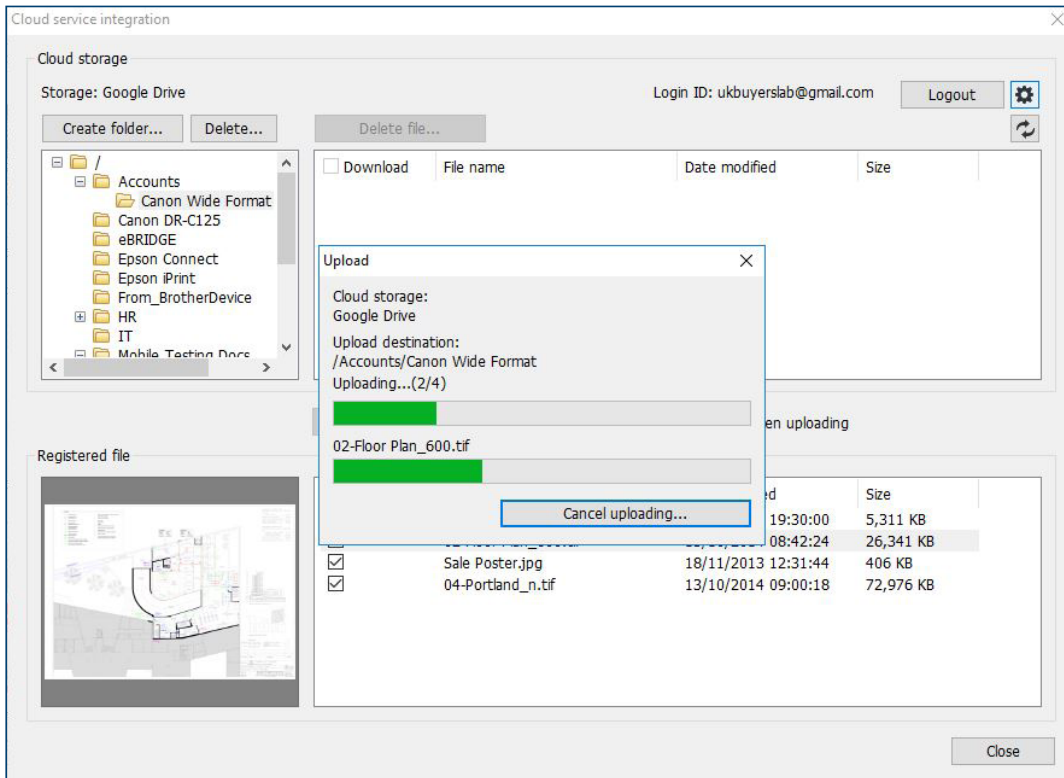 Cloud service integration
Cloud storage
Storage: Google Drive
Login ID: ukbuyerslab@gmail.com
Logout
Create folder...
Delete...
Delete file...
/
Accounts
Canon Wide Format
Canon DR-C125
eBRIDGE
Epson Connect
Epson iPrint
From_BrotherDevice
HR
IT
Mobile Testing Docs
Download File name Date modified Size
Upload
Cloud storage:
Google Drive
Upload destination:
/Accounts/Canon Wide Format
Uploading...(2/4)
02-Floor Plan_600.tif
Cancel uploading...
uploading
Registered file
Size
19:30:00 5,311 KB
08:42:24 26,341 KB
Sale Poster.jpg 18/11/2013 12:31:44 406 KB
04-Portland_n.tif 13/10/2014 09:00:18 72,976 KB
Close